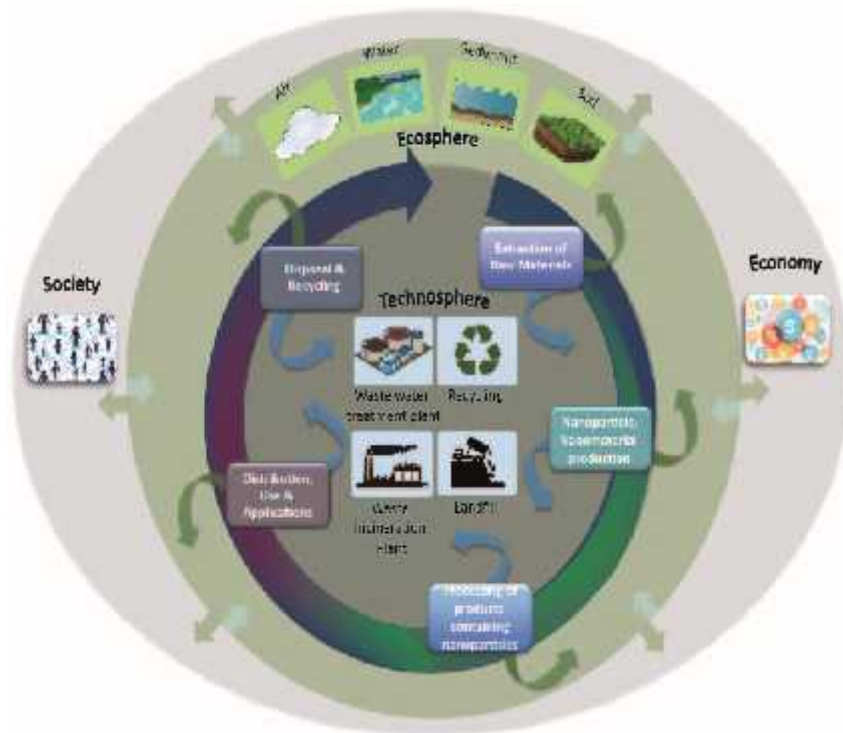 Air
Water
Sediment
Soil
Ecosphere
Extraction of
Raw Materials
Disposal &
Recycling
Society
Economy
Technosphere
Waste water
treatment plant
Recycling
Nanoparticle,
Nanomaterial
production
Distribution,
Use &
Applications
Waste
Incineration
Plant
Landfill
Processing of
products
containing
nanoparticles